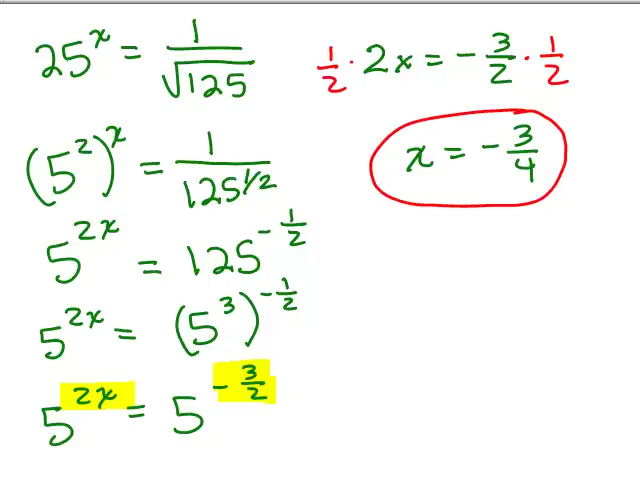 25^x = 1/√125
(5^2)^x = 1/125^1/2
5^2x = 125^-1/2
5^2x = (5^3)^-1/2
5^2x = 5^-3/2
1/2 · 2x = -3/2 · 1/2
x = -3/4